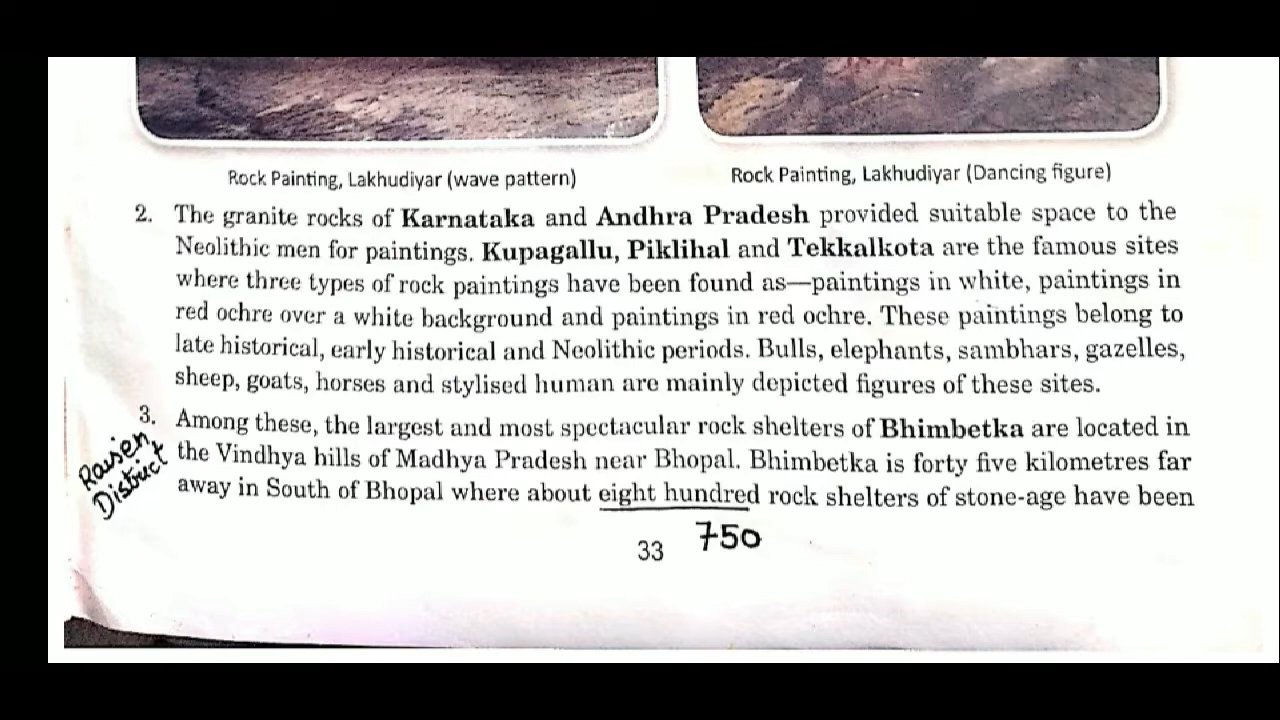 Rock Painting, Lakhudiyar (wave pattern)
Rock Painting, Lakhudiyar (Dancing figure)
2. The granite rocks of Karnataka and Andhra Pradesh provided suitable space to the
Neolithic men for paintings. Kupagallu, Piklihal and Tekkalkota are the famous sites
where three types of rock paintings have been found as—paintings in white, paintings in
red ochre over a white background and paintings in red ochre. These paintings belong to
late historical, early historical and Neolithic periods. Bulls, elephants, sambhars, gazelles,
sheep, goats, horses and stylised human are mainly depicted figures of these sites.
3. Among these, the largest and most spectacular rock shelters of Bhimbetka are located in
the Vindhya hills of Madhya Pradesh near Bhopal. Bhimbetka is forty five kilometres far
away in South of Bhopal where about eight hundred rock shelters of stone-age have been
Raisen
District
750
33